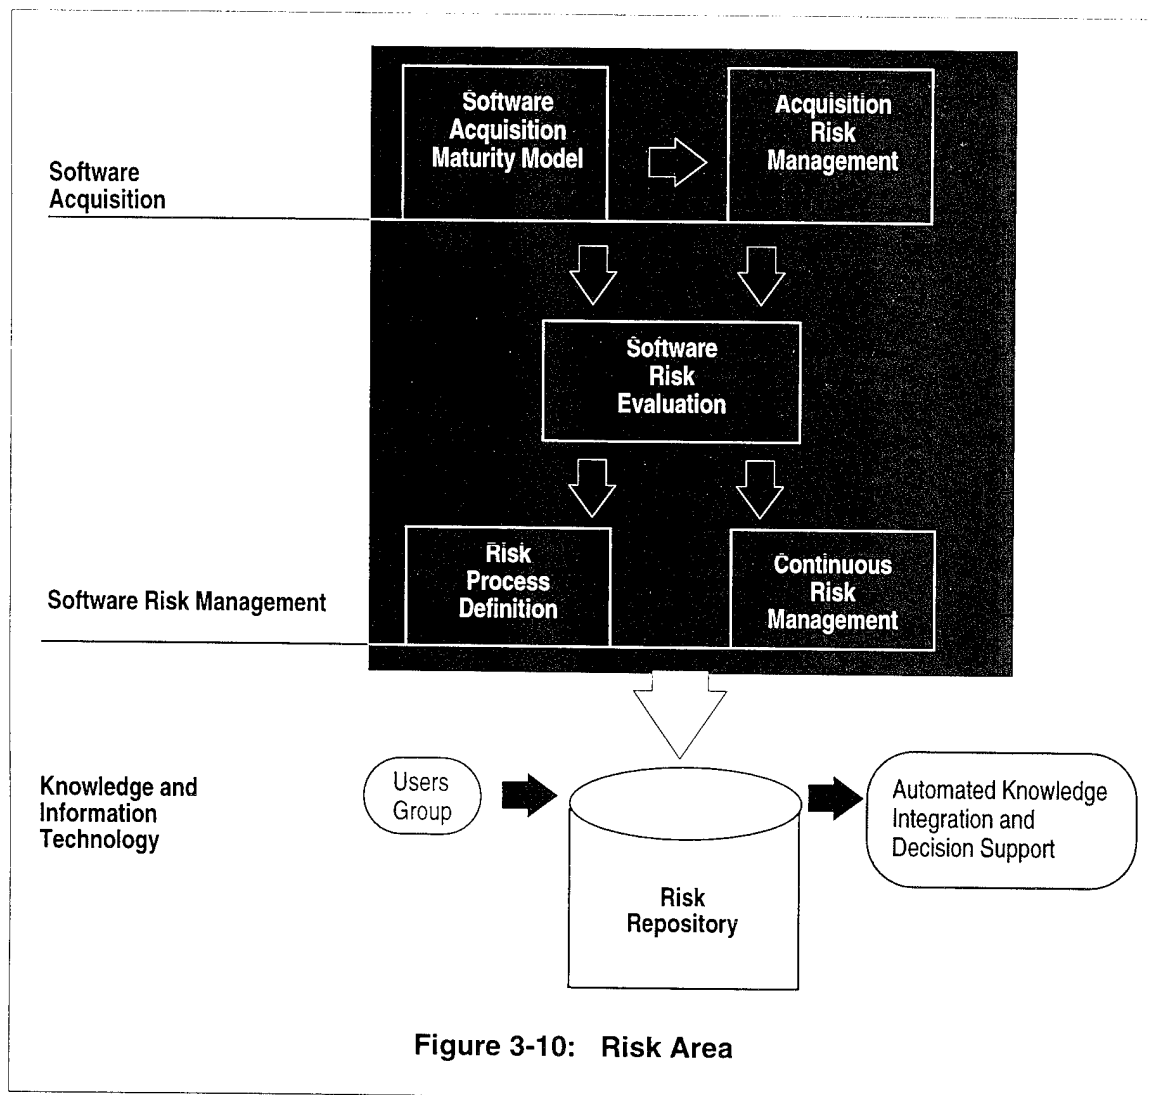 Software
Acquisition
Maturity Model
Acquisition
Risk
Management
Software
Acquisition
Software
Risk
Evaluation
Risk
Process
Definition
Continuous
Risk
Management
Software Risk Management
Knowledge and
Information
Technology
Users
Group
Automated Knowledge
Integration and
Decision Support
Risk
Repository
Figure 3-10: Risk Area